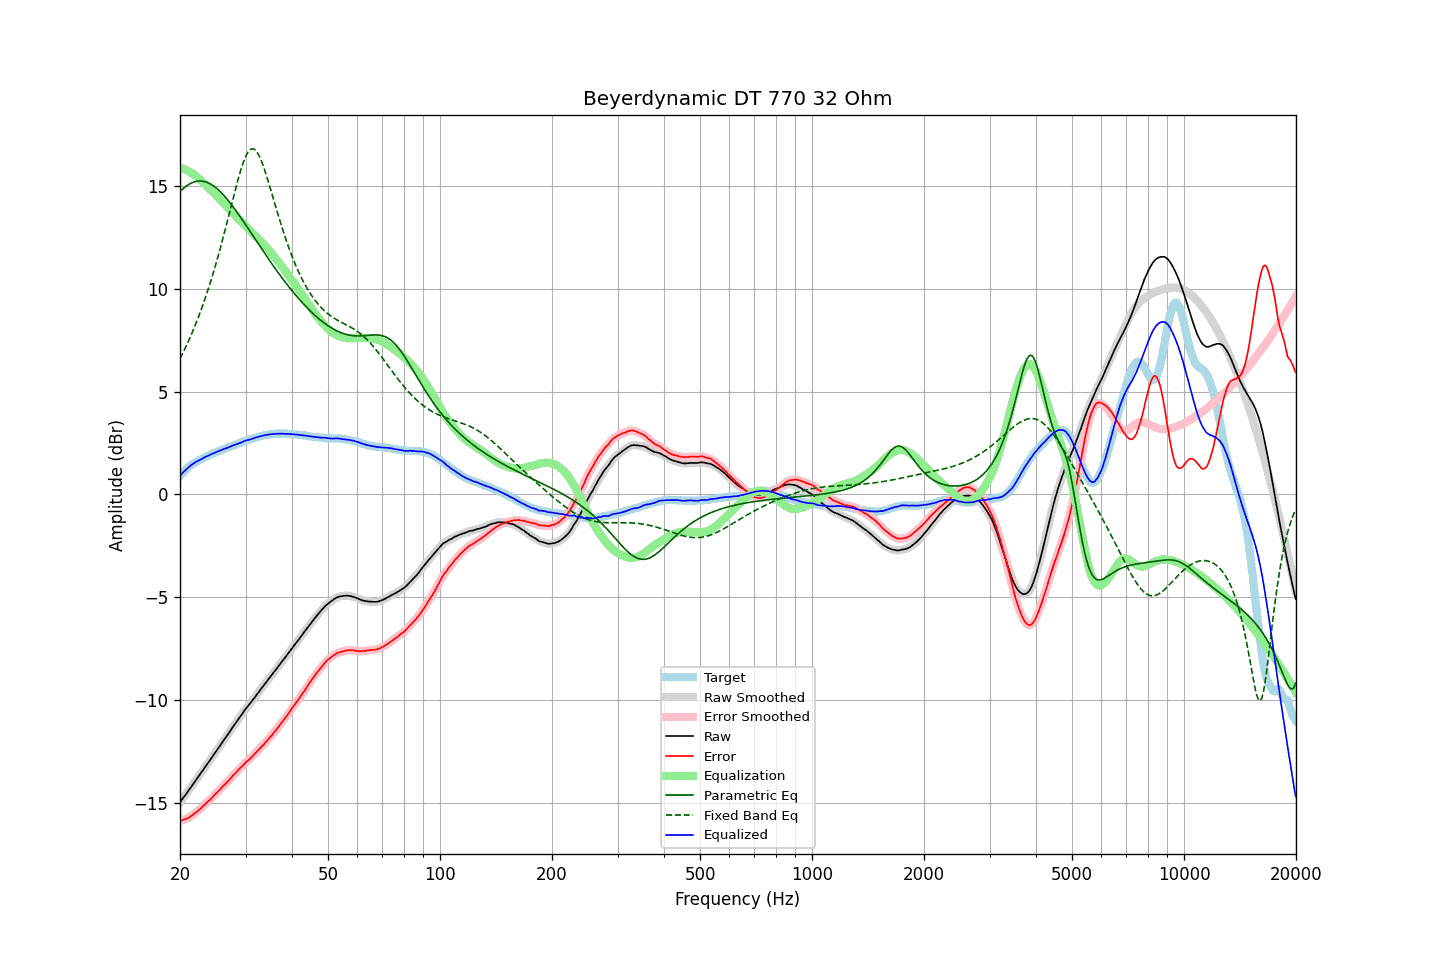 Beyerdynamic DT 770 32 Ohm
Amplitude (dBr)
15
10
5
0
−5
−10
−15
Target
Raw Smoothed
Error Smoothed
Raw
Error
Equalization
Parametric Eq
Fixed Band Eq
Equalized
20 50 100 200 500 1000 2000 5000 10000 20000
Frequency (Hz)